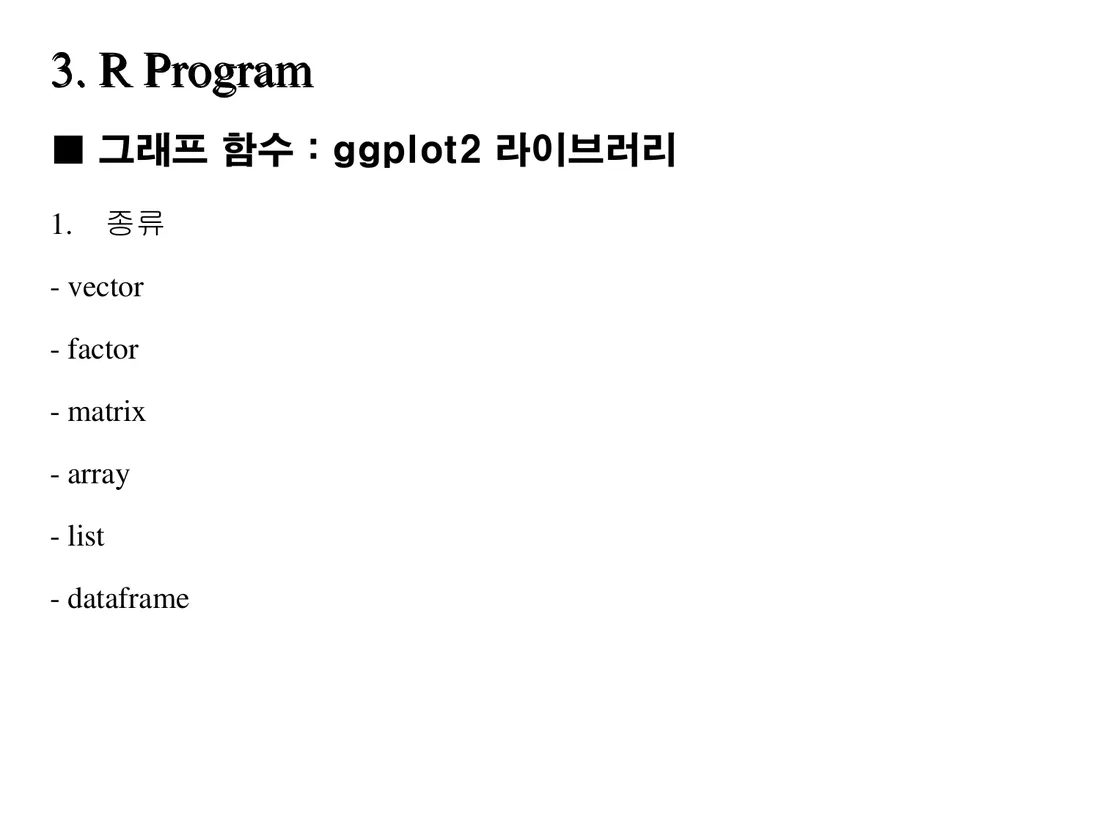 3. R Program
■ 그래프 함수 : ggplot2 라이브러리
1. 종류
- vector
- factor
- matrix
- array
- list
- dataframe